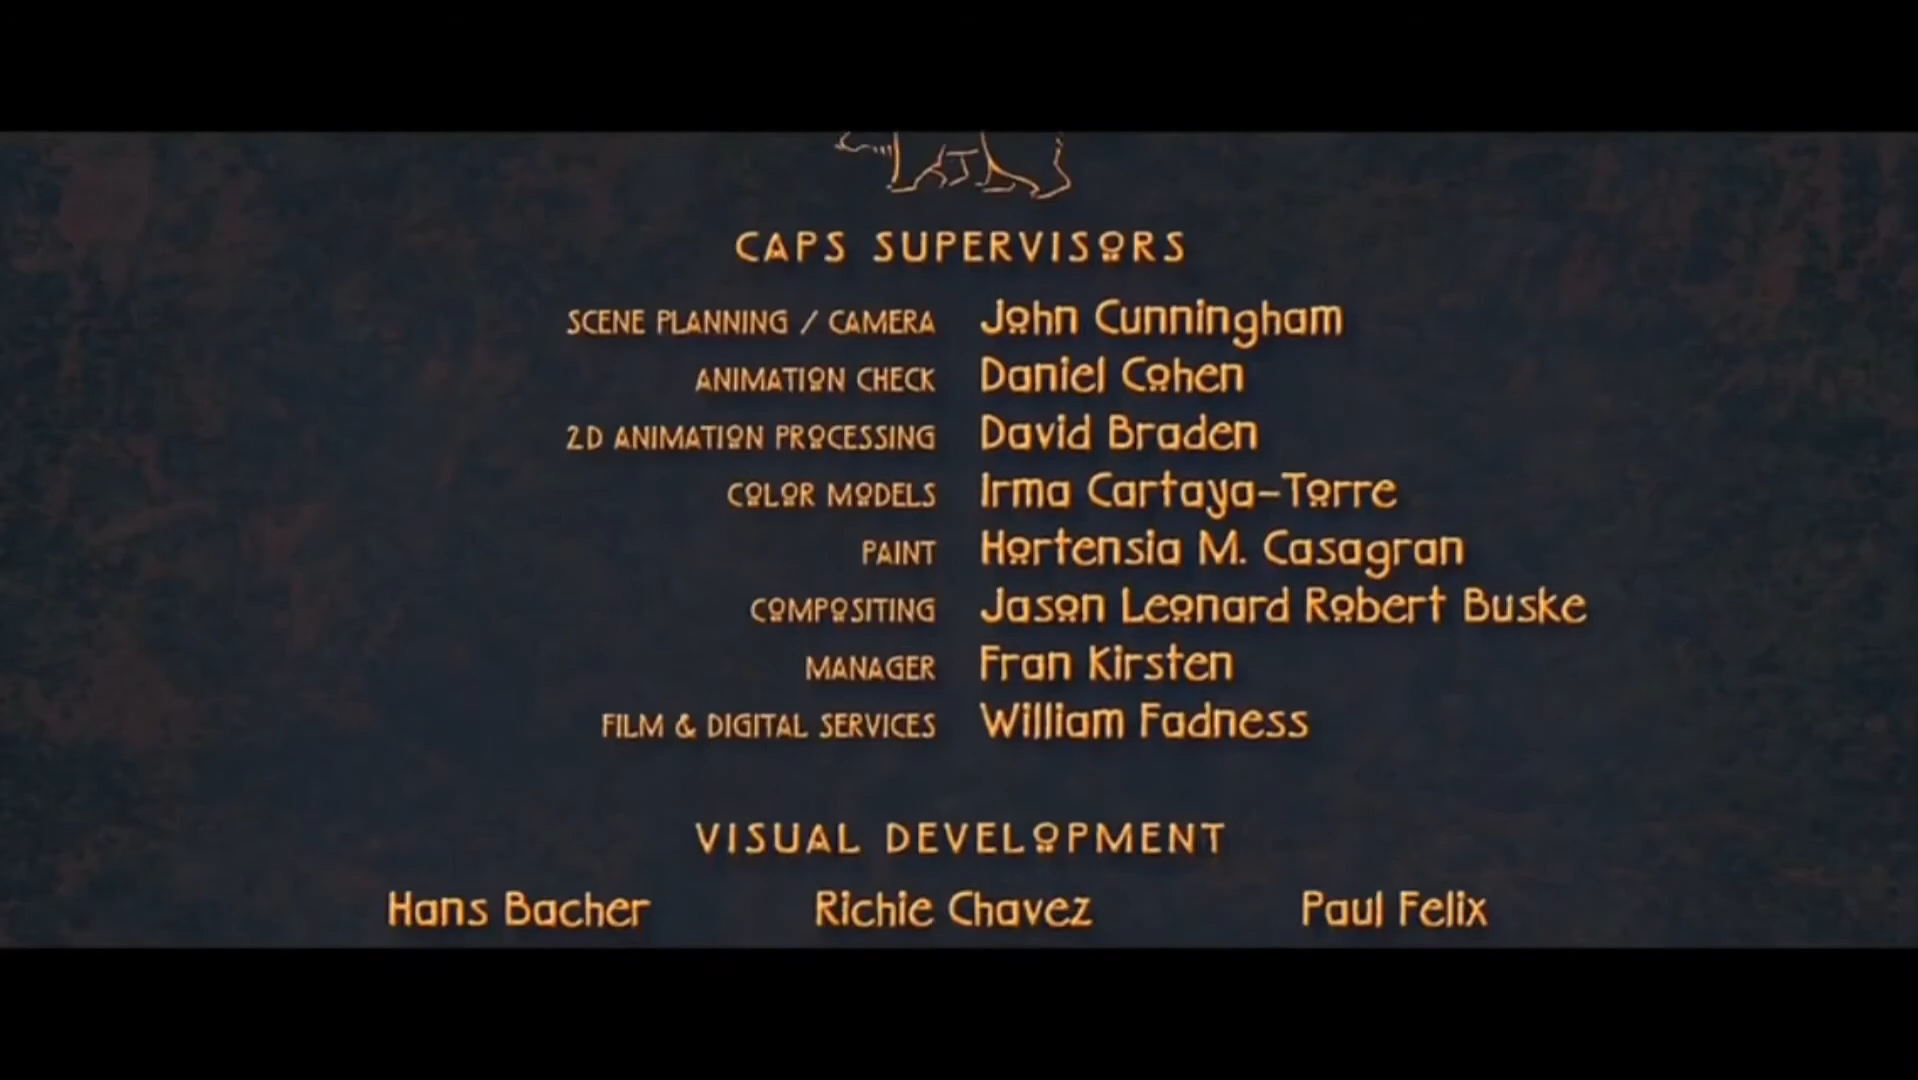 CAPS SUPERVISORS
SCENE PLANNING / CAMERA John Cunningham
ANIMATION CHECK Daniel Cohen
2D ANIMATION PROCESSING David Braden
COLOR MODELS Irma Cartaya-Torre
PAINT Hortensia M. Casagran
COMPOSITING Jason Leonard Robert Buske
MANAGER Fran Kirsten
FILM & DIGITAL SERVICES William Fadness
VISUAL DEVELOPMENT
Hans Bacher Richie Chavez Paul Felix